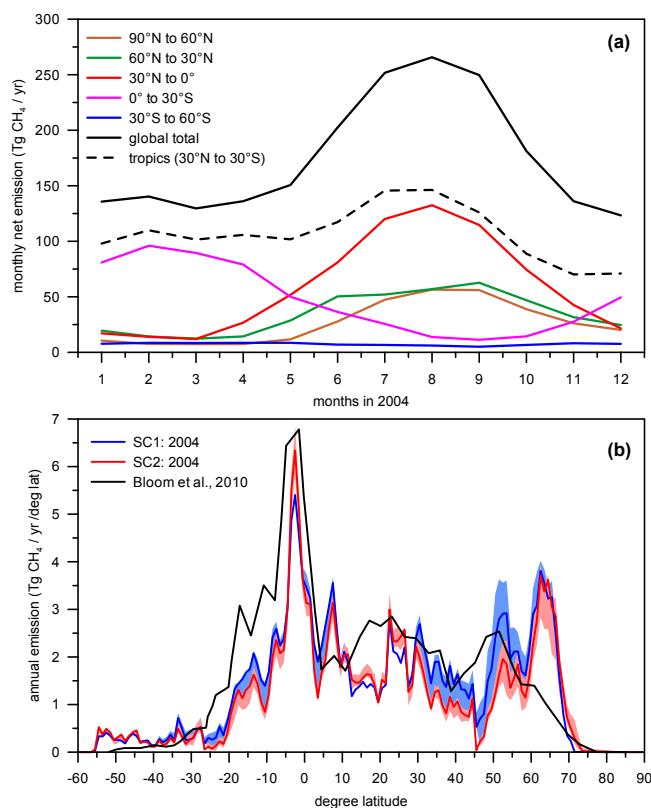 300
250
200
150
100
50
0
monthly net emission (Tg CH₄ / yr)
90°N to 60°N
60°N to 30°N
30°N to 0°
0° to 30°S
30°S to 60°S
global total
tropics (30°N to 30°S)
(a)
1 2 3 4 5 6 7 8 9 10 11 12
months in 2004
7
6
5
4
3
2
1
0
annual emission (Tg CH₄ / yr /deg lat)
SC1: 2004
SC2: 2004
Bloom et al., 2010
(b)
-60 -50 -40 -30 -20 -10 0 10 20 30 40 50 60 70 80 90
degree latitude